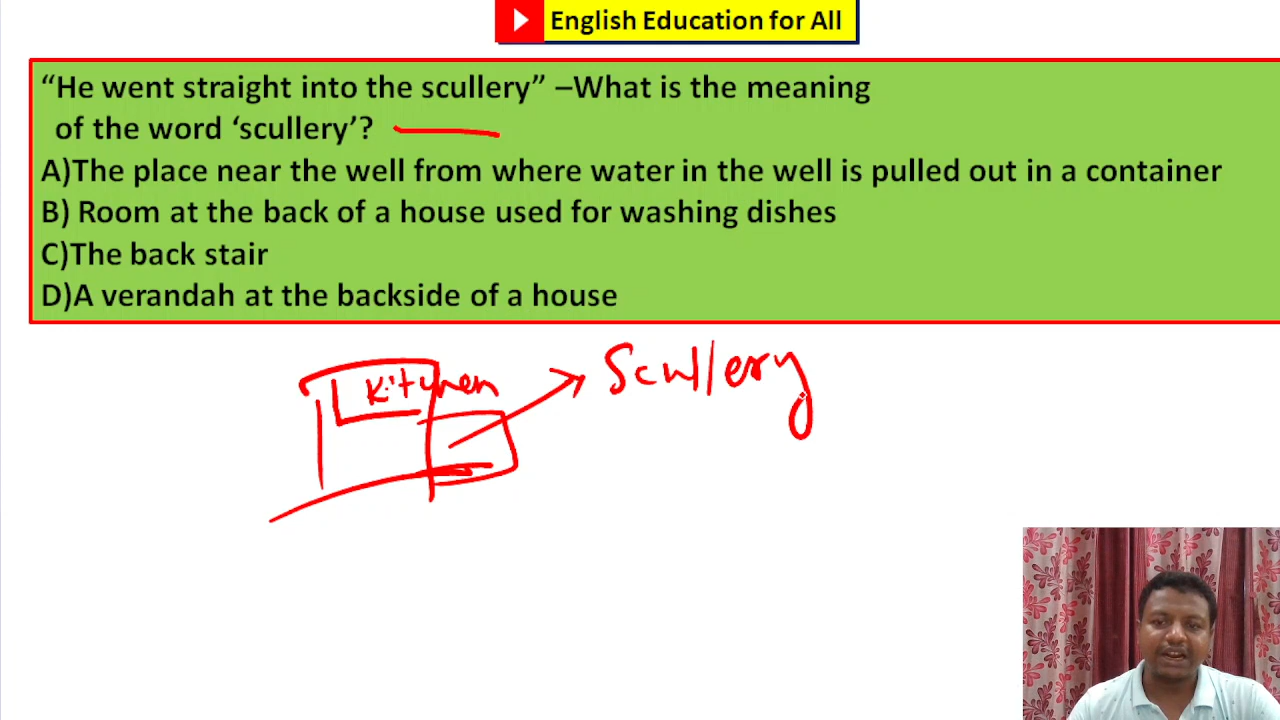 English Education for All
“He went straight into the scullery” –What is the meaning
of the word ‘scullery’?
A)The place near the well from where water in the well is pulled out in a container
B) Room at the back of a house used for washing dishes
C)The back stair
D)A verandah at the backside of a house
Kitchen
Scullery